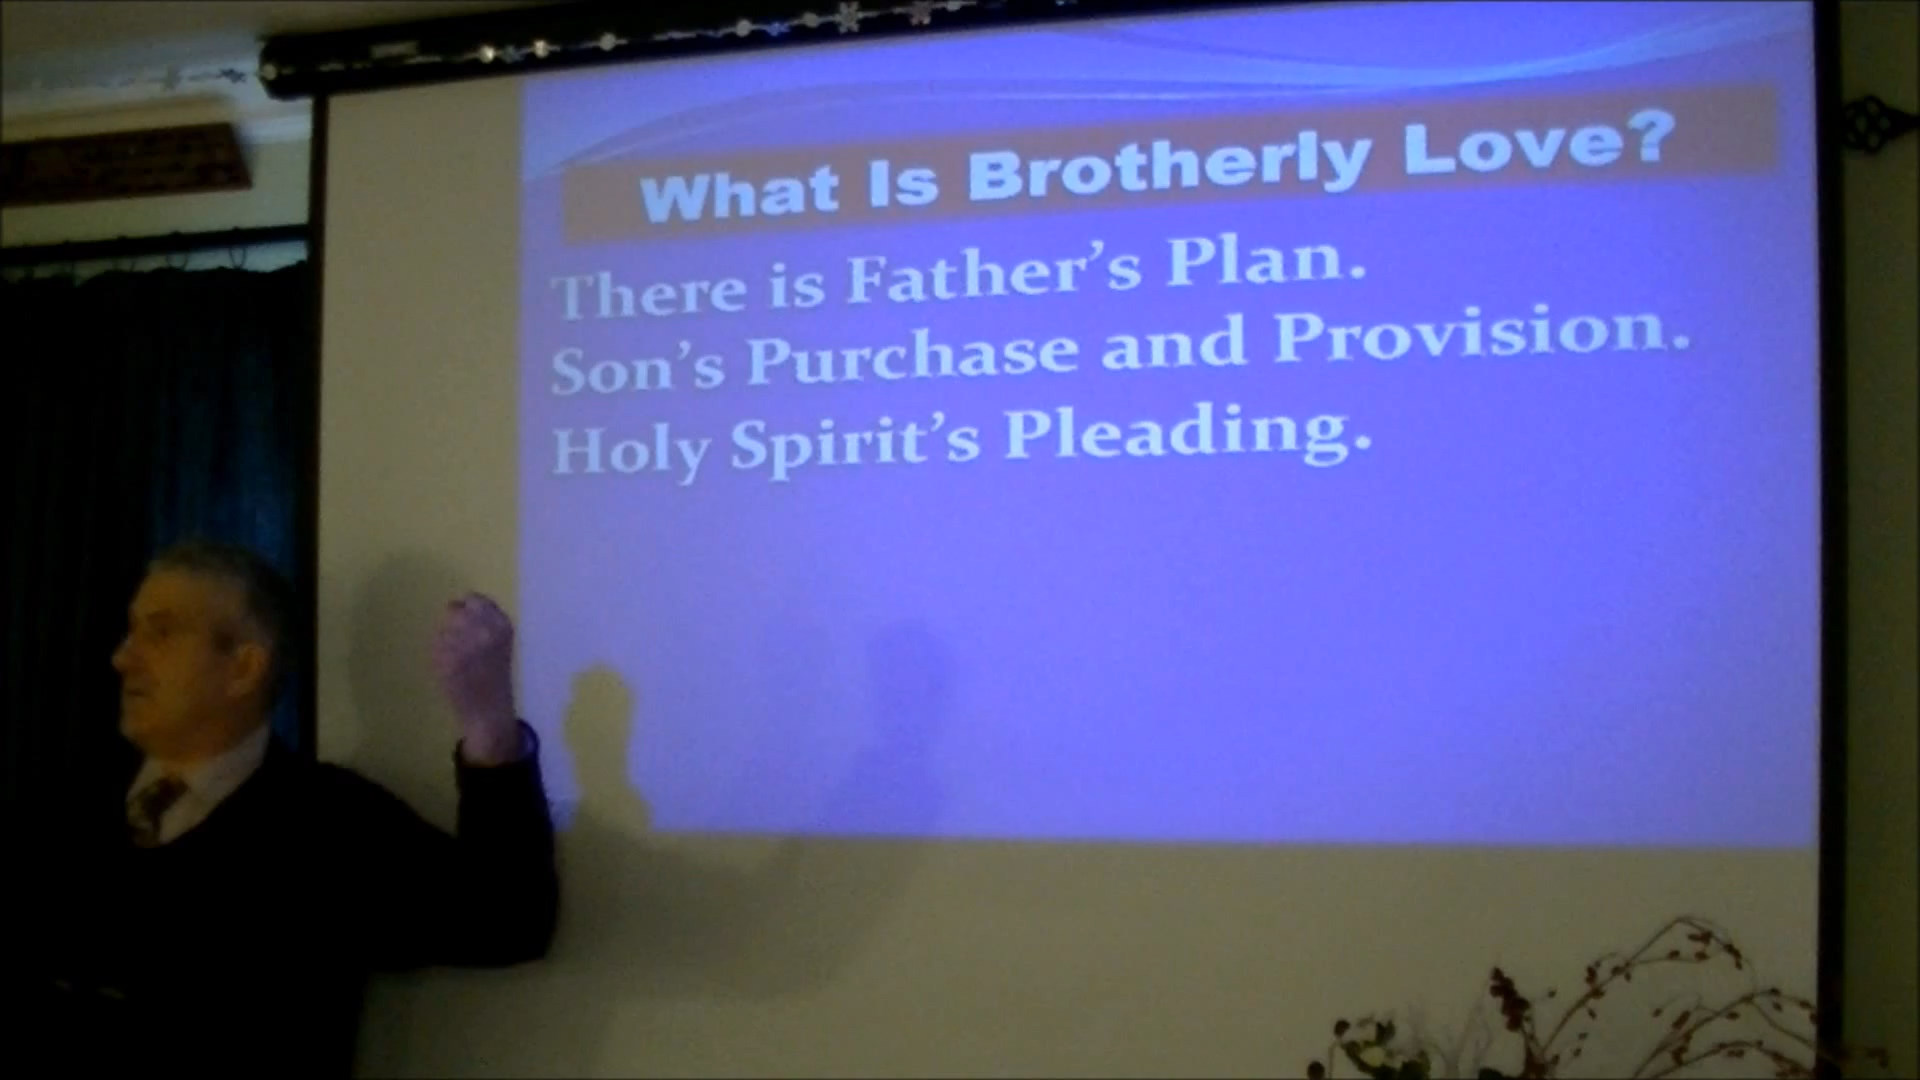 What Is Brotherly Love?
There is Father’s Plan.
Son’s Purchase and Provision.
Holy Spirit’s Pleading.